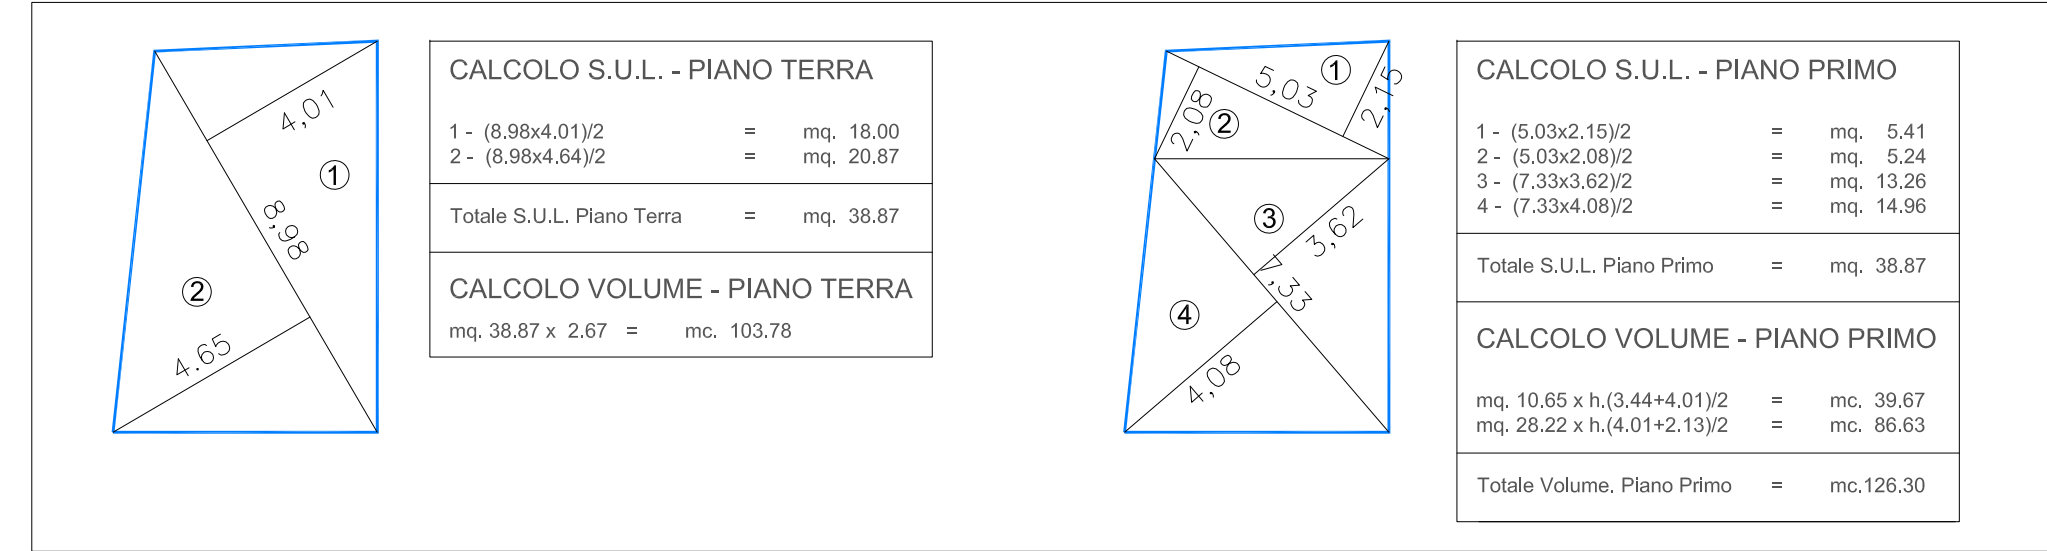 4,01
1
8,98
2
4.65
CALCOLO S.U.L. - PIANO TERRA
1 - (8.98x4.01)/2 = mq. 18.00
2 - (8.98x4.64)/2 = mq. 20.87
Totale S.U.L. Piano Terra = mq. 38.87
CALCOLO VOLUME - PIANO TERRA
mq. 38.87 x 2.67 = mc. 103.78
5,03
1
2,15
2,08
2
3
3,62
7,33
4
4,08
CALCOLO S.U.L. - PIANO PRIMO
1 - (5.03x2.15)/2 = mq. 5.41
2 - (5.03x2.08)/2 = mq. 5.24
3 - (7.33x3.62)/2 = mq. 13.26
4 - (7.33x4.08)/2 = mq. 14.96
Totale S.U.L. Piano Primo = mq. 38.87
CALCOLO VOLUME - PIANO PRIMO
mq. 10.65 x h.(3.44+4.01)/2 = mc. 39.67
mq. 28.22 x h.(4.01+2.13)/2 = mc. 86.63
Totale Volume. Piano Primo = mc.126.30